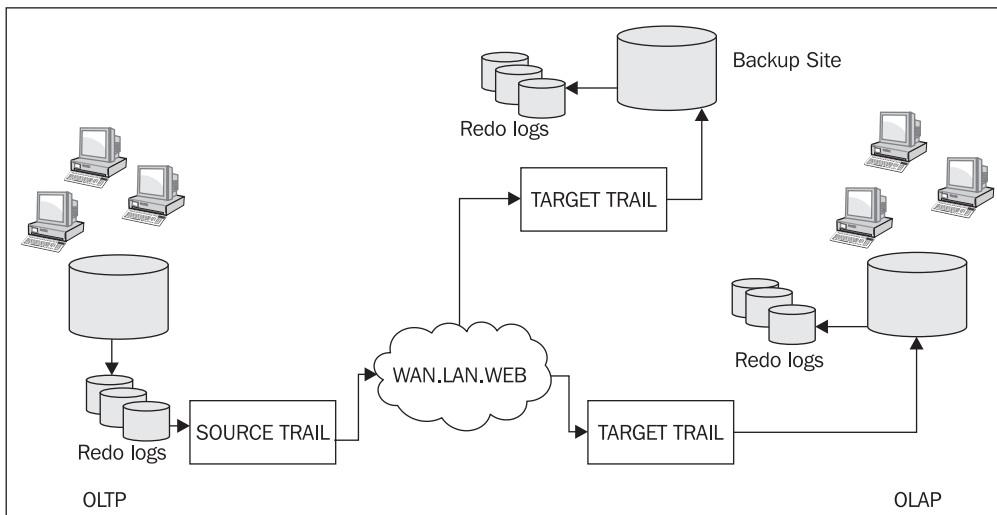 Backup Site
Redo logs
TARGET TRAIL
Redo logs
WAN.LAN.WEB
SOURCE TRAIL
TARGET TRAIL
Redo logs
OLTP
OLAP